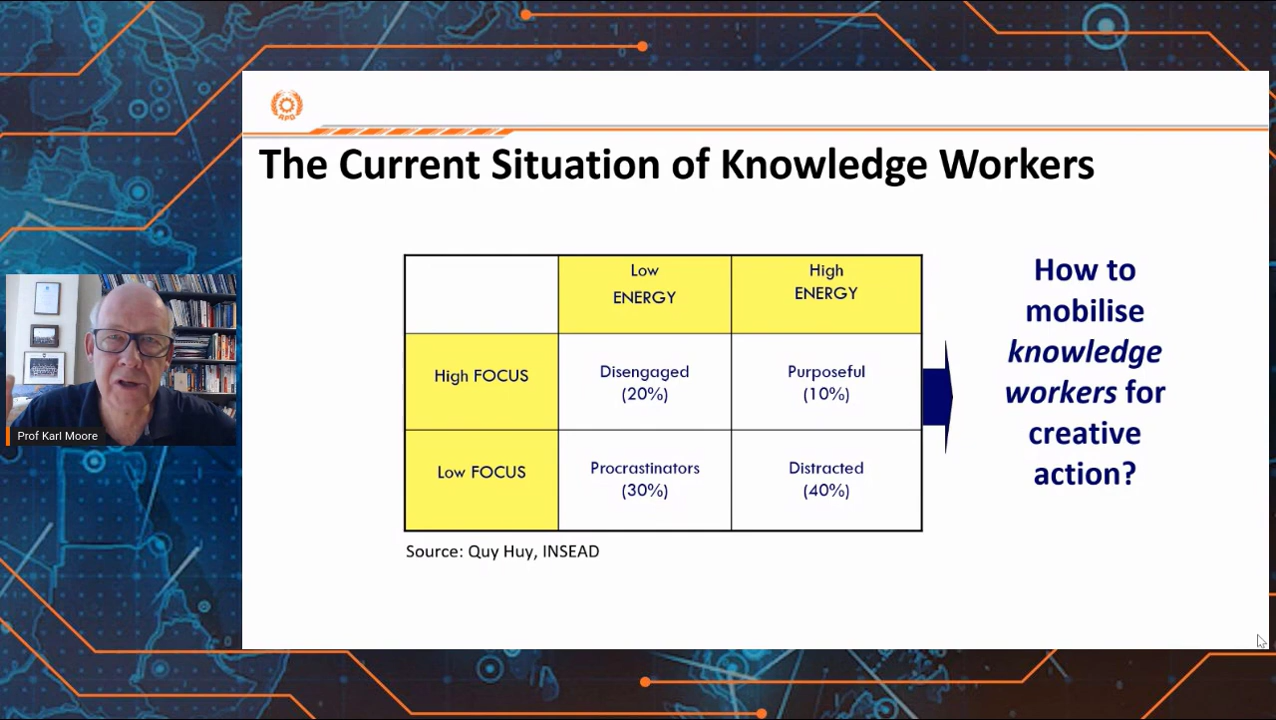 APO
The Current Situation of Knowledge Workers
Low
ENERGY
High
ENERGY
High FOCUS
Disengaged
(20%)
Purposeful
(10%)
Low FOCUS
Procrastinators
(30%)
Distracted
(40%)
Source: Quy Huy, INSEAD
How to
mobilise
knowledge
workers for
creative
action?
Prof Karl Moore